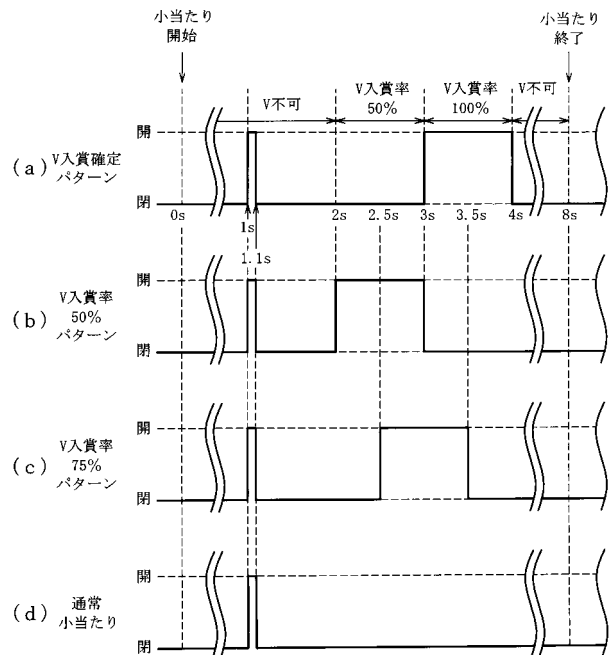 小当たり
開始
小当たり
終了
V不可
V入賞率
50%
V入賞率
100%
V不可
(a)
V入賞確定
パターン
開
閉
0s
1s
1.1s
2s
2.5s
3s
3.5s
4s
8s
(b)
V入賞率
50%
パターン
開
閉
(c)
V入賞率
75%
パターン
開
閉
(d)
通常
小当たり
開
閉